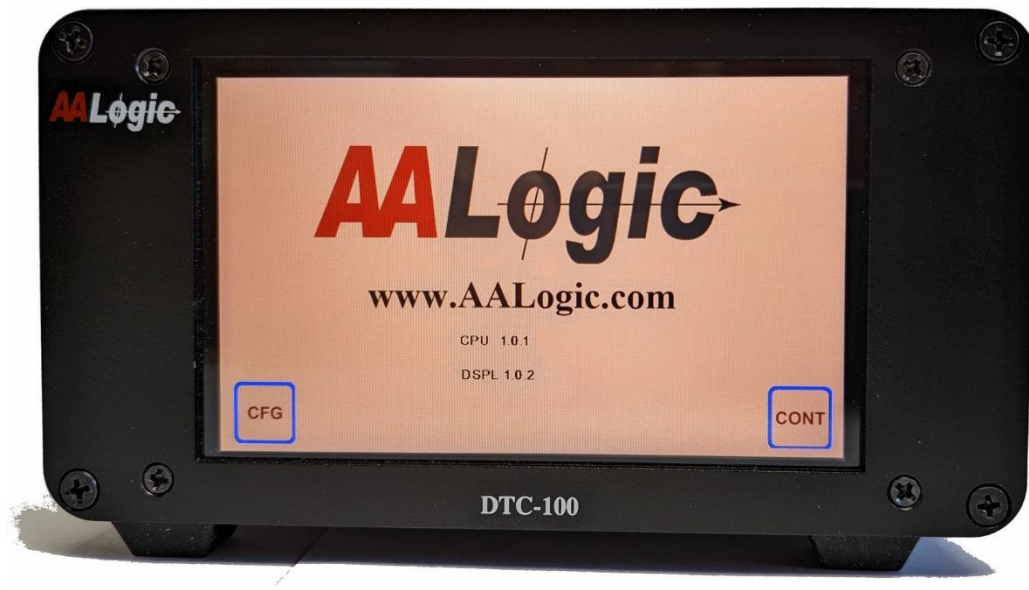 AALogic
AALogic
www.AALogic.com
CPU 1.0.1
DSPL 1.0.2
CFG
CONT
DTC-100